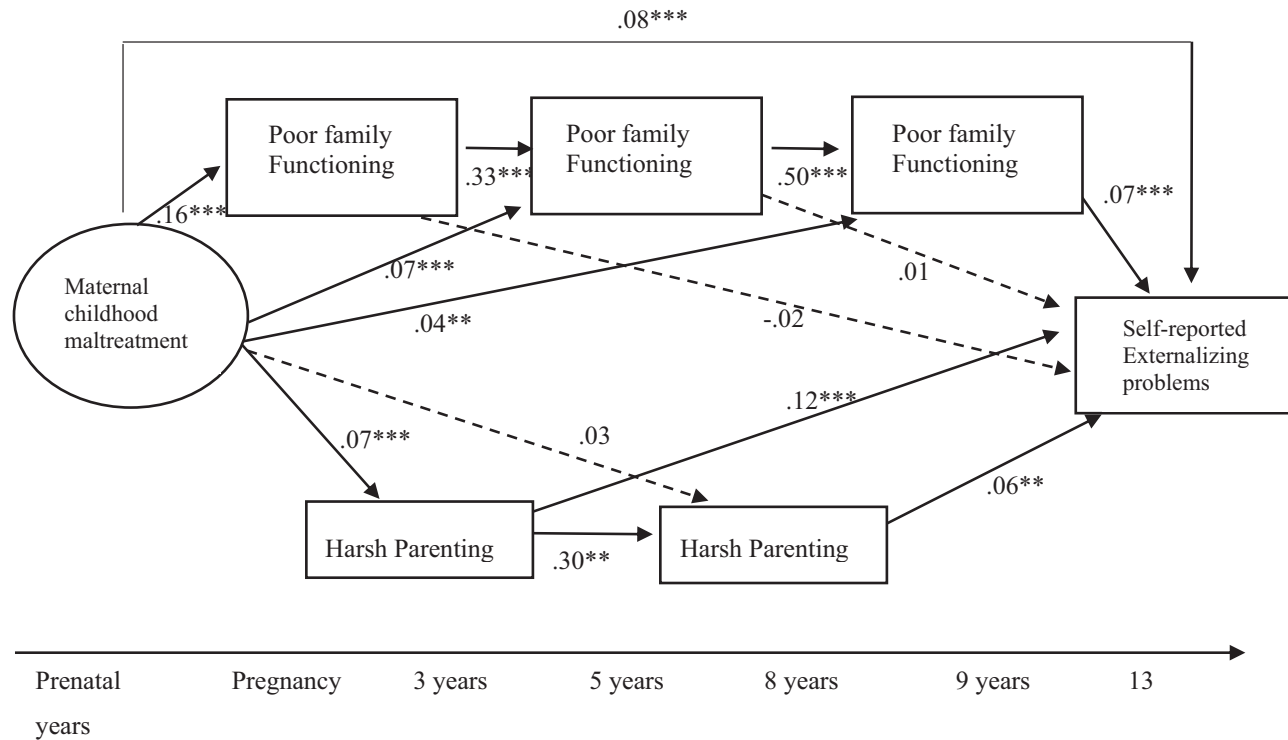 .08***
Poor family
Functioning
Poor family
Functioning
Poor family
Functioning
.33***
.50***
.07***
.16***
Maternal
childhood
maltreatment
.07***
.01
.04**
-.02
Self-reported
Externalizing
problems
.12***
.07***
.03
.06**
Harsh Parenting
.30**
Harsh Parenting
Prenatal Pregnancy 3 years 5 years 8 years 9 years 13
years